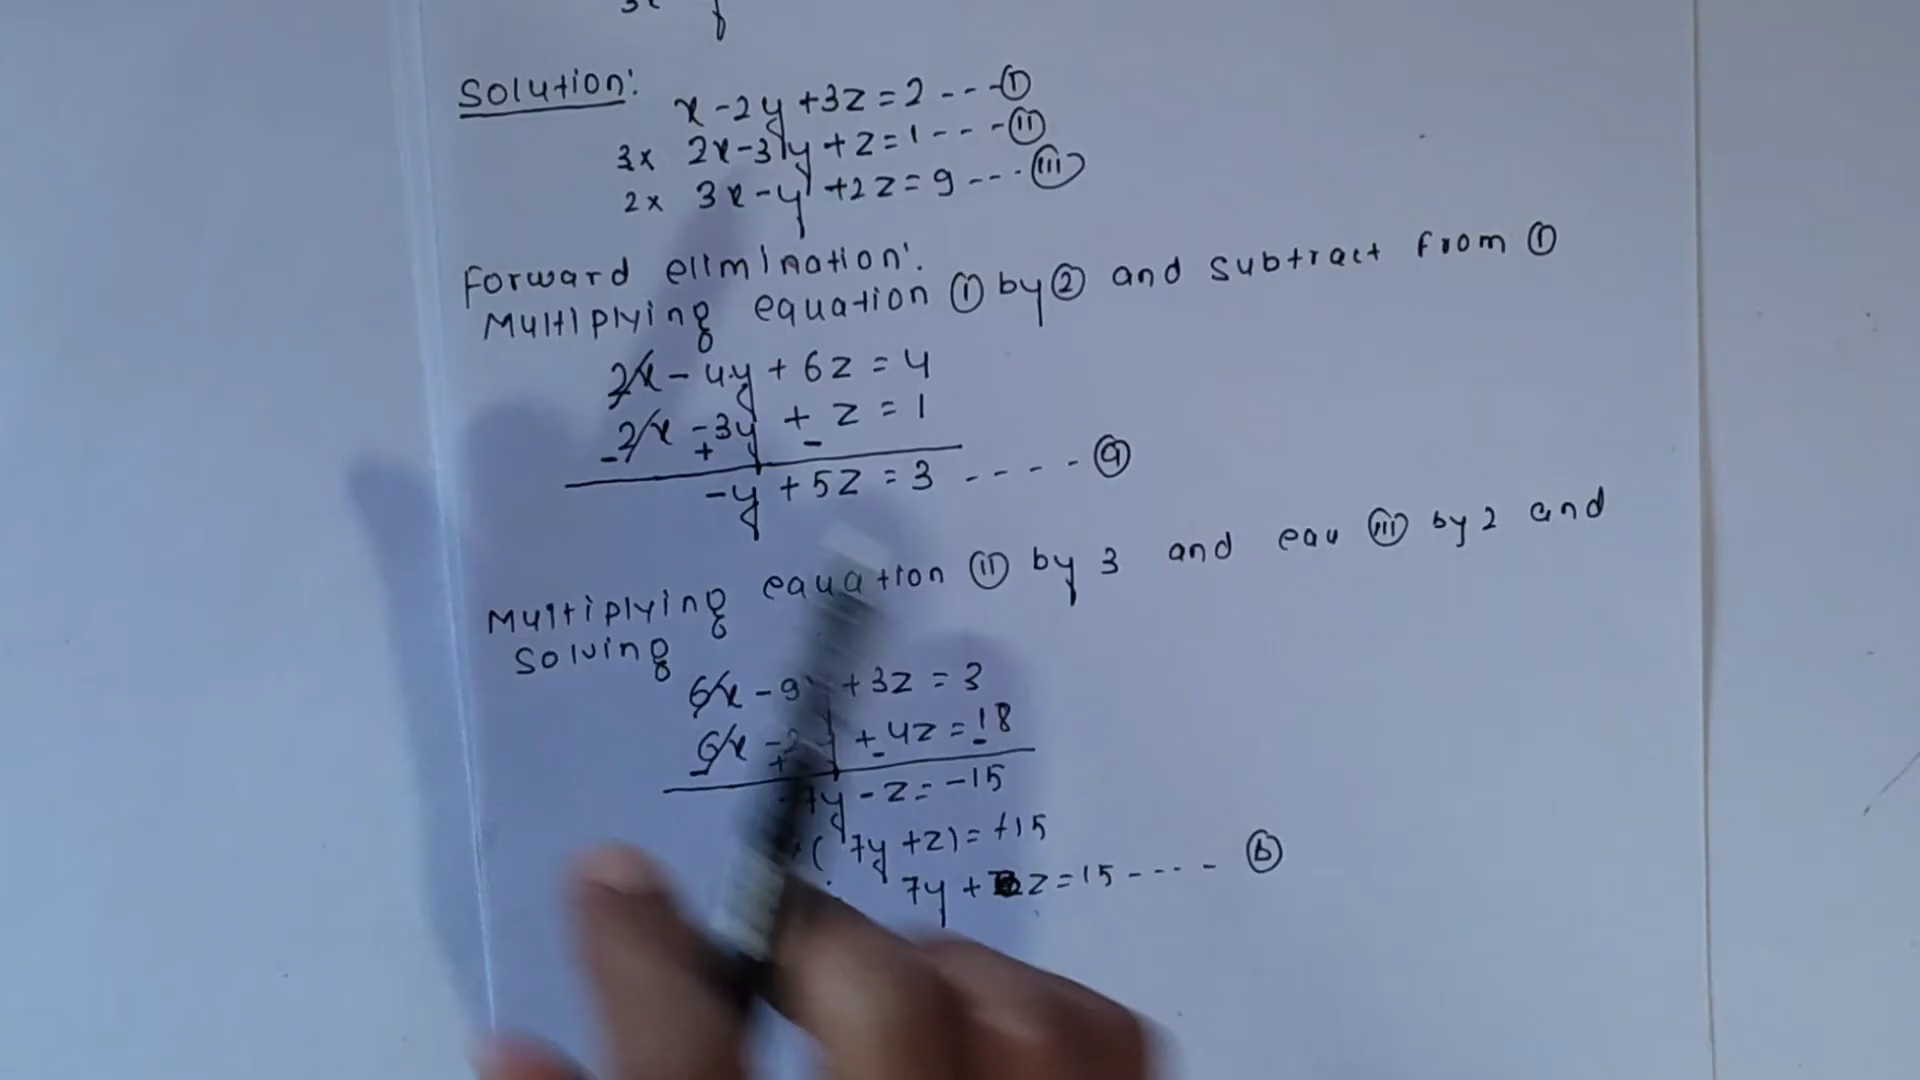 Solution:
x - 2y + 3z = 2 - - - (I)
3x 2x - 3y + z = 1 - - - (II)
2x 3x - y + 2z = 9 - - - (III)
Forward elimination:
Multiplying equation (I) by (2) and subtract from (I)
2x - 4y + 6z = 4
2x - 3y + z = 1
- + -
-y + 5z = 3 - - - - (a)
Multiplying equation (II) by 3 and equ (III) by 2 and
Solving
6x - 9 + 3z = 3
6x - + 4z = 18
- + - -
-7y - z = -15
( 7y + z) = +15
7y + z = 15 - - - - (b)